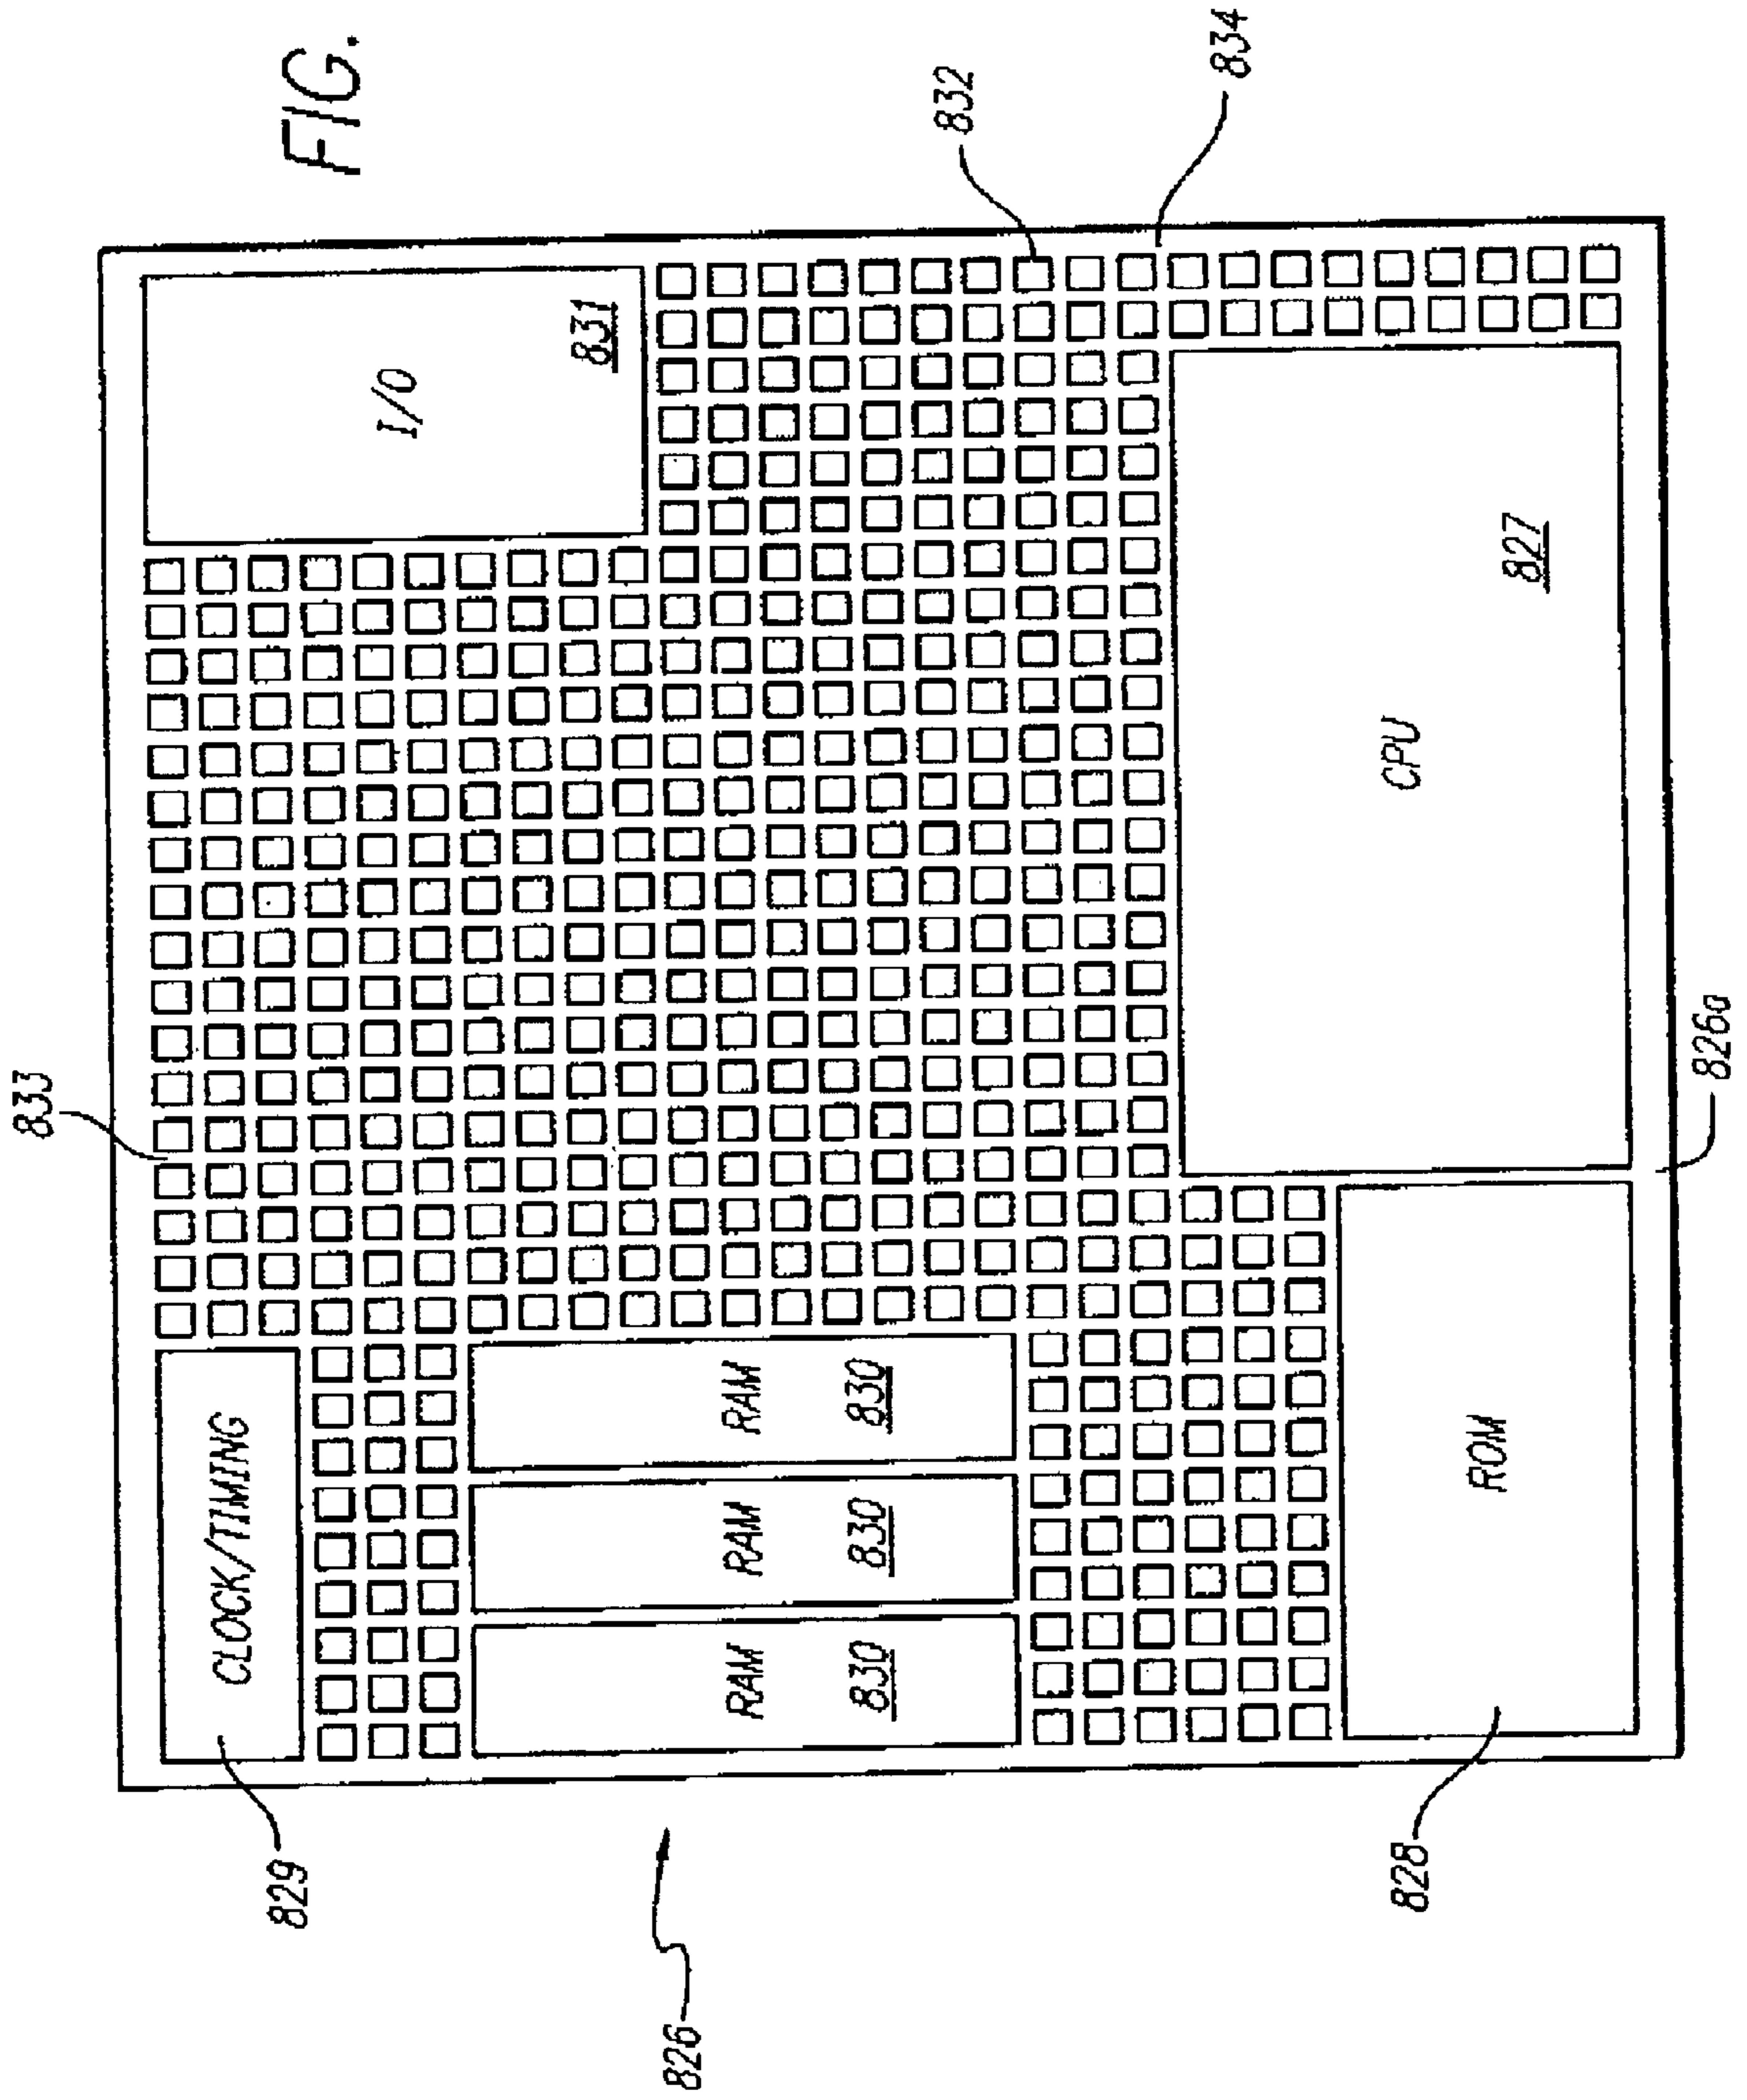 FIG.
826
829
CLOCK/TIMING
833
I/O
831
RAM
830
RAM
830
RAM
830
832
834
828
ROM
CPU
827
826a